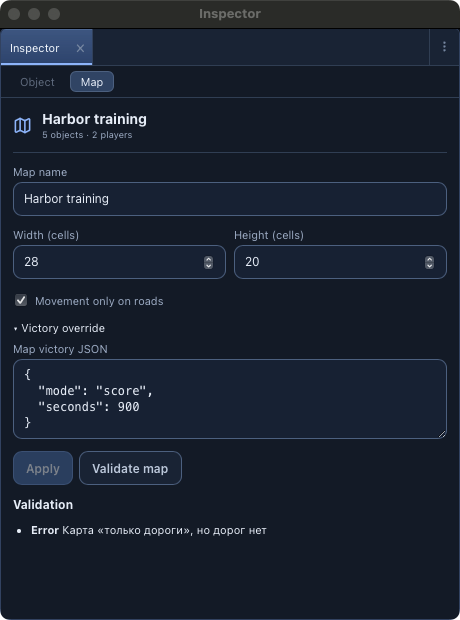 Inspector
Inspector
Object Map
Harbor training
5 objects · 2 players
Map name
Harbor training
Width (cells) Height (cells)
28 20
Movement only on roads
Victory override
Map victory JSON
{
"mode": "score",
"seconds": 900
}
Apply Validate map
Validation
• Error Карта «только дороги», но дорог нет